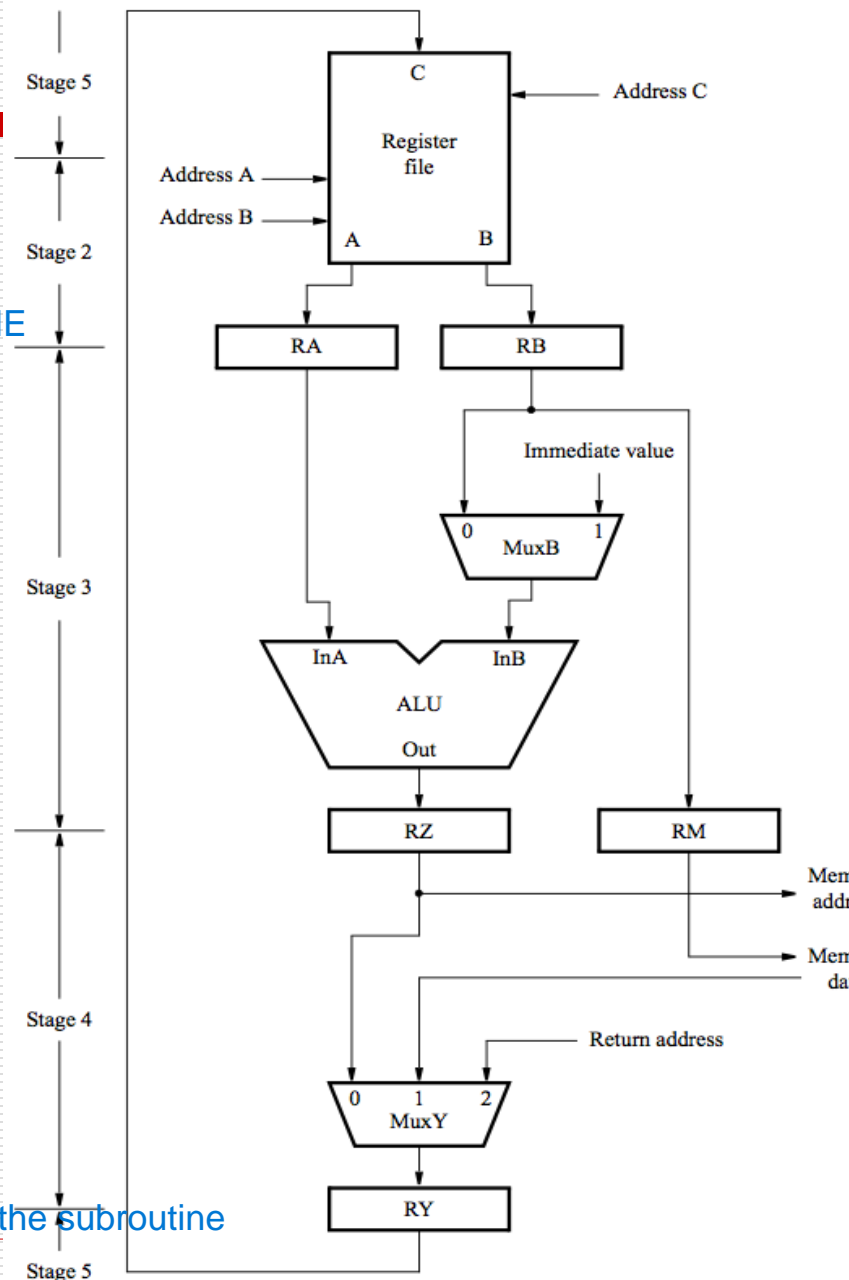 C
Stage 5
Address C
Register
file
Address A
Address B
A
B
Stage 2
E
RA
RB
Immediate value
0
1
MuxB
Stage 3
InA
InB
ALU
Out
RZ
RM
Stage 4
Return address
0
1
2
MuxY
RY
the subroutine
Stage 5